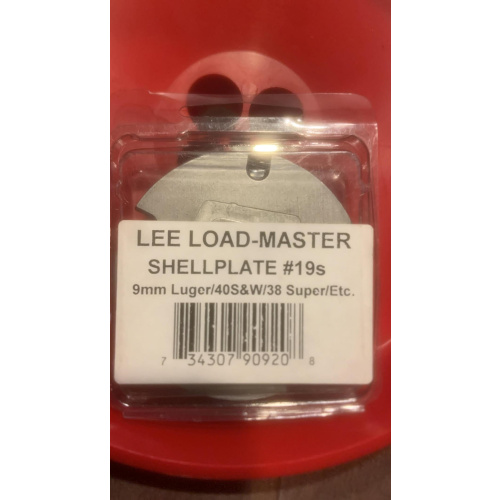 LEE LOAD-MASTER
SHELLPLATE #19s
9mm Luger/40S&W/38 Super/Etc.
7 34307 90920 8